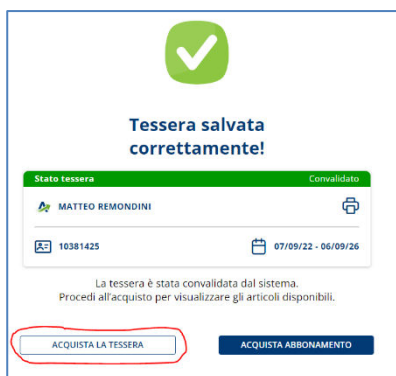 Tessera salvata
correttamente!
Stato tessera Convalidato
MATTEO REMONDINI
10381425 07/09/22 - 06/09/26
La tessera è stata convalidata dal sistema.
Procedi all'acquisto per visualizzare gli articoli disponibili.
ACQUISTA LA TESSERA ACQUISTA ABBONAMENTO